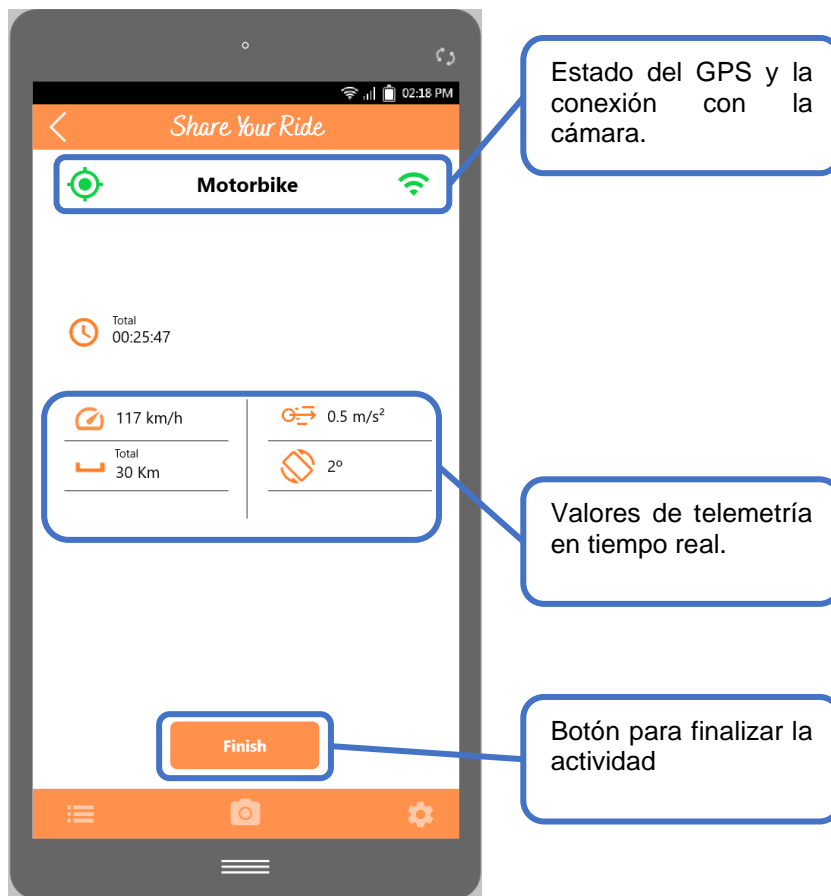 02:18 PM
Share Your Ride
Motorbike
Total
00:25:47
117 km/h
0.5 m/s²
Total
30 Km
2º
Finish
Estado del GPS y la
conexión con la
cámara.
Valores de telemetría
en tiempo real.
Botón para finalizar la
actividad